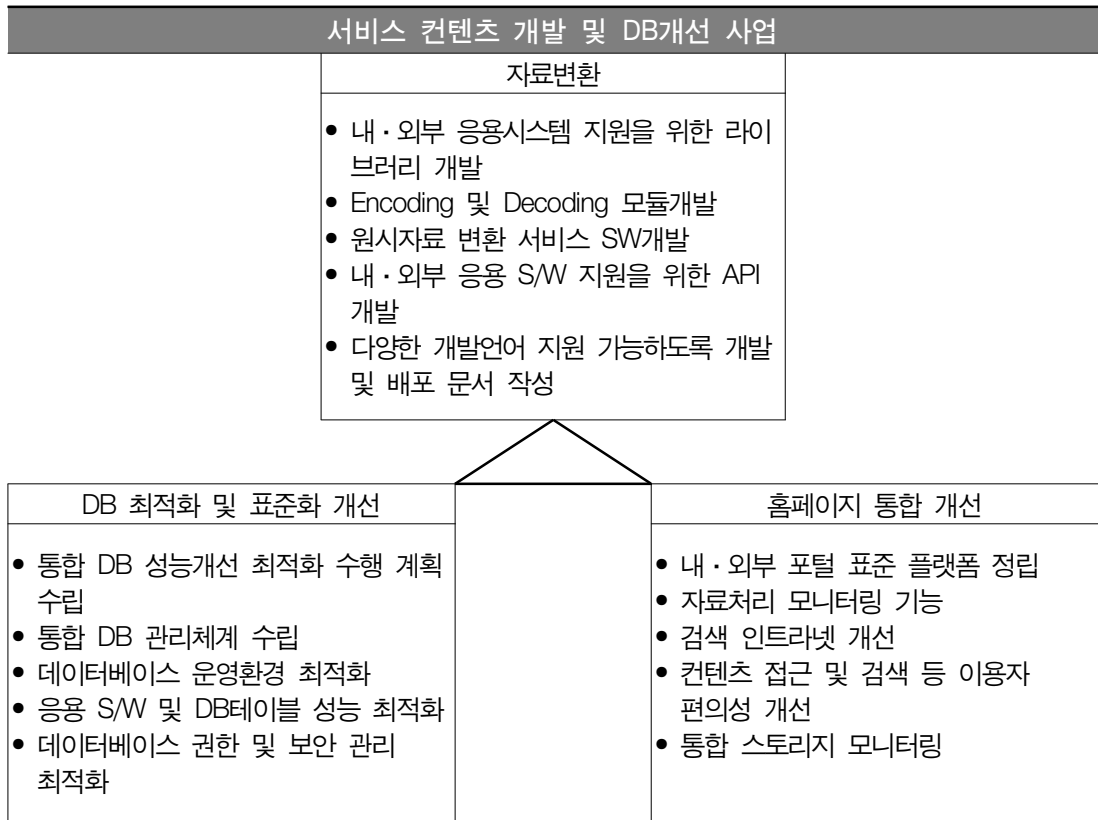 서비스 컨텐츠 개발 및 DB개선 사업
자료변환
• 내·외부 응용시스템 지원을 위한 라이
브러리 개발
• Encoding 및 Decoding 모듈개발
• 원시자료 변환 서비스 SW개발
• 내·외부 응용 S/W 지원을 위한 API
개발
• 다양한 개발언어 지원 가능하도록 개발
및 배포 문서 작성
DB 최적화 및 표준화 개선
• 통합 DB 성능개선 최적화 수행 계획
수립
• 통합 DB 관리체계 수립
• 데이터베이스 운영환경 최적화
• 응용 S/W 및 DB테이블 성능 최적화
• 데이터베이스 권한 및 보안 관리
최적화
홈페이지 통합 개선
• 내·외부 포털 표준 플랫폼 정립
• 자료처리 모니터링 기능
• 검색 인트라넷 개선
• 컨텐츠 접근 및 검색 등 이용자
편의성 개선
• 통합 스토리지 모니터링